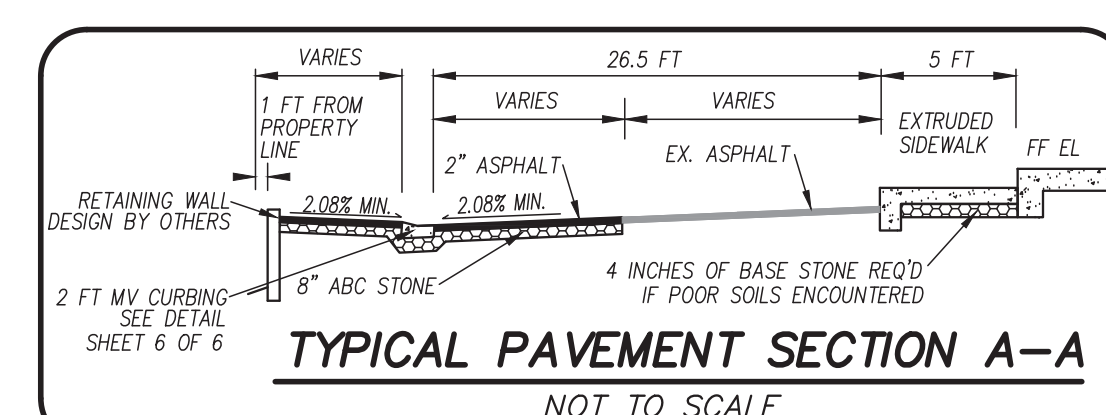 VARIES
26.5 FT
5 FT
1 FT FROM
PROPERTY
LINE
VARIES
VARIES
EXTRUDED
SIDEWALK
FF EL
2" ASPHALT
EX. ASPHALT
RETAINING WALL
DESIGN BY OTHERS
2.08% MIN.
2.08% MIN.
2 FT MV CURBING
SEE DETAIL
SHEET 6 OF 6
8" ABC STONE
4 INCHES OF BASE STONE REQ'D
IF POOR SOILS ENCOUNTERED
TYPICAL PAVEMENT SECTION A-A
NOT TO SCALE